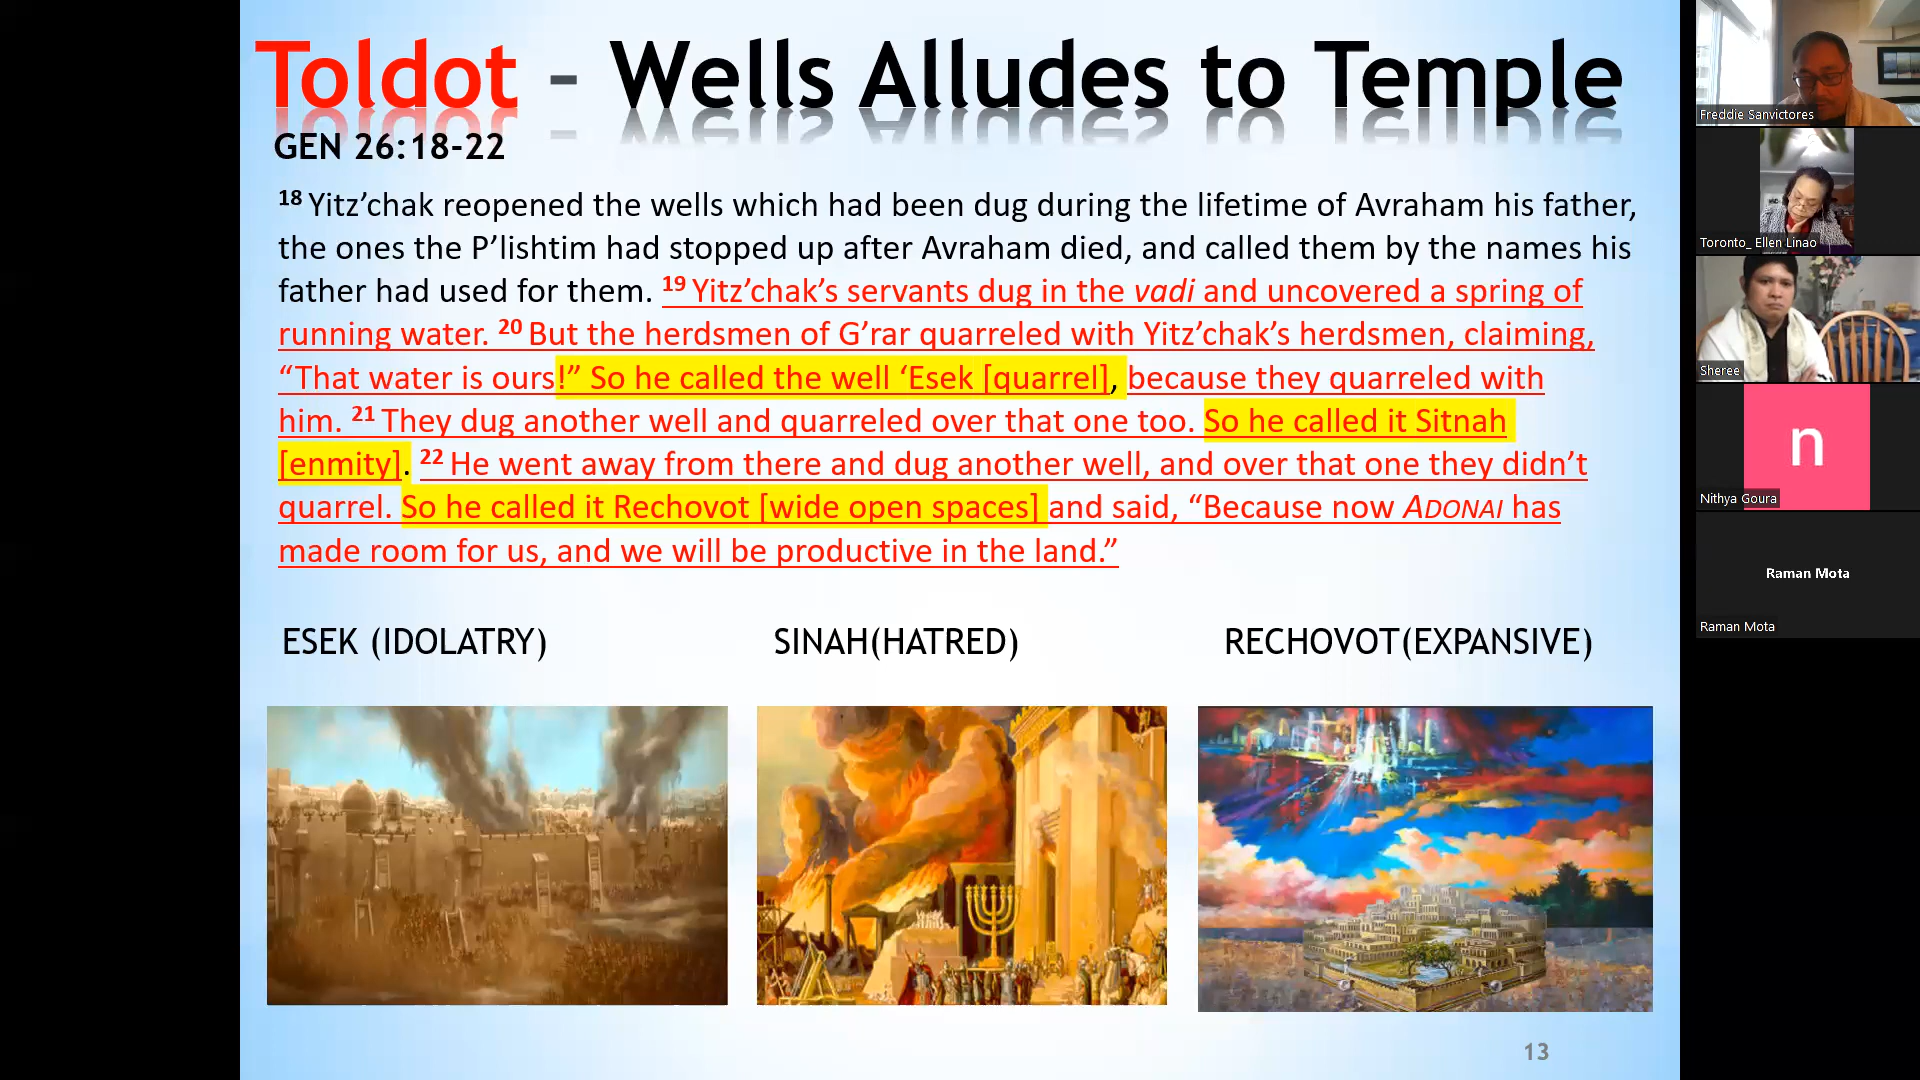 Toldot - Wells Alludes to Temple
GEN 26:18-22
18 Yitz’chak reopened the wells which had been dug during the lifetime of Avraham his father,
the ones the P’lishtim had stopped up after Avraham died, and called them by the names his
father had used for them. 19 Yitz’chak’s servants dug in the vadi and uncovered a spring of
running water. 20 But the herdsmen of G’rar quarreled with Yitz’chak’s herdsmen, claiming,
“That water is ours!” So he called the well ‘Esek [quarrel], because they quarreled with
him. 21 They dug another well and quarreled over that one too. So he called it Sitnah
[enmity]. 22 He went away from there and dug another well, and over that one they didn’t
quarrel. So he called it Rechovot [wide open spaces] and said, “Because now ADONAI has
made room for us, and we will be productive in the land.”
ESEK (IDOLATRY)
SINAH(HATRED)
RECHOVOT(EXPANSIVE)
13
Freddie Sanvictores
Toronto_ Ellen Linao
Sheree
n
Nithya Goura
Raman Mota
Raman Mota